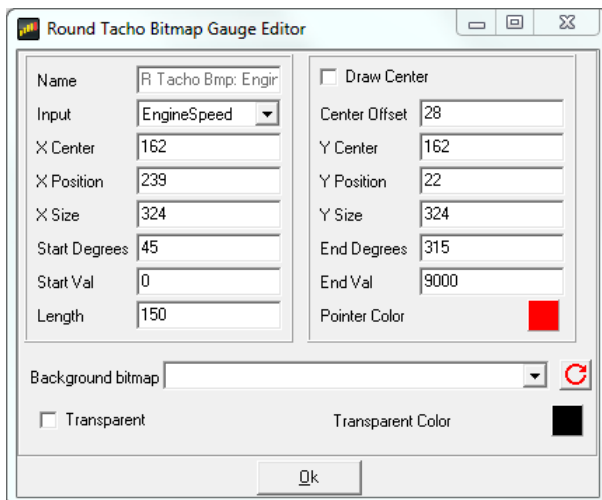 Round Tacho Bitmap Gauge Editor
Name R Tacho Bmp: Engin
Draw Center
Input EngineSpeed
Center Offset 28
X Center 162
Y Center 162
X Position 239
Y Position 22
X Size 324
Y Size 324
Start Degrees 45
End Degrees 315
Start Val 0
End Val 9000
Length 150
Pointer Color
Background bitmap
Transparent
Transparent Color
Ok